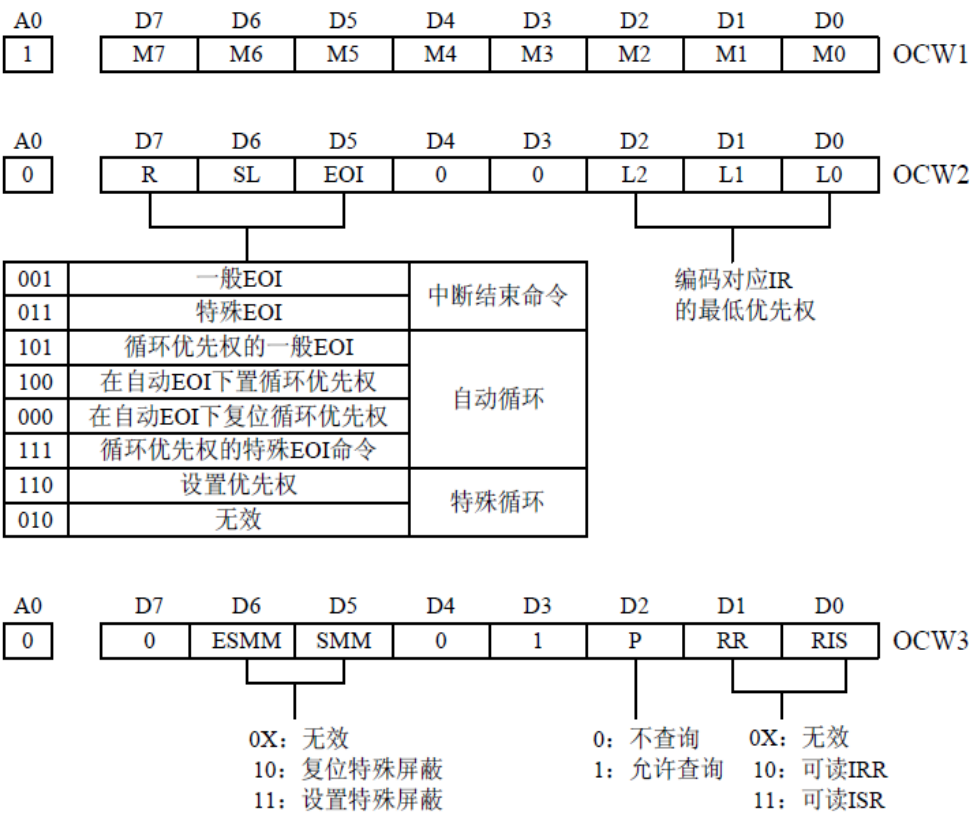 A0 D7 D6 D5 D4 D3 D2 D1 D0
1 M7 M6 M5 M4 M3 M2 M1 M0 OCW1
A0 D7 D6 D5 D4 D3 D2 D1 D0
0 R SL EOI 0 0 L2 L1 L0 OCW2
001 一般EOI
011 特殊EOI
中断结束命令
101 循环优先权的一般EOI
100 在自动EOI下置循环优先权
000 在自动EOI下复位循环优先权
111 循环优先权的特殊EOI命令
自动循环
110 设置优先权
010 无效
特殊循环
编码对应IR
的最低优先权
A0 D7 D6 D5 D4 D3 D2 D1 D0
0 0 ESMM SMM 0 1 P RR RIS OCW3
0X：无效
10：复位特殊屏蔽
11：设置特殊屏蔽
0：不查询
1：允许查询
0X：无效
10：可读IRR
11：可读ISR